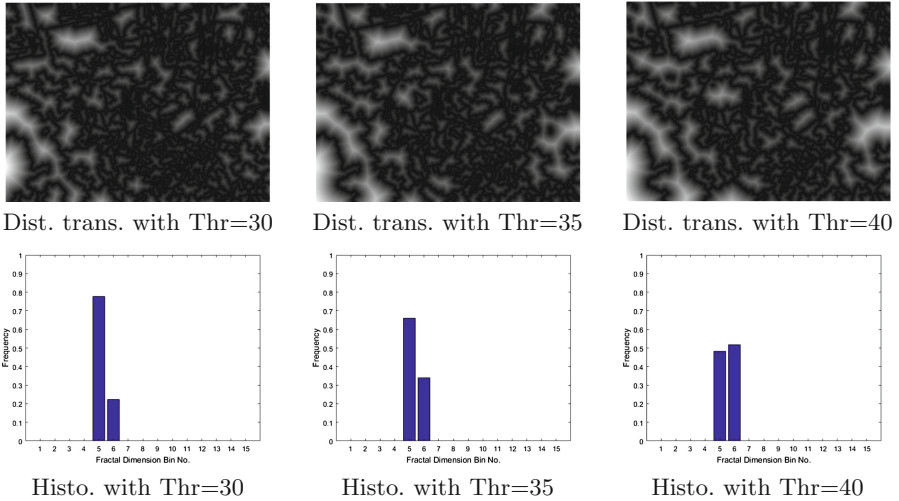 Dist. trans. with Thr=30
Dist. trans. with Thr=35
Dist. trans. with Thr=40
1
0.9
0.8
0.7
0.6
0.5
0.4
0.3
0.2
0.1
0
Frequency
1 2 3 4 5 6 7 8 9 10 11 12 13 14 15
Fractal Dimension Bin No.
1
0.9
0.8
0.7
0.6
0.5
0.4
0.3
0.2
0.1
0
Frequency
1 2 3 4 5 6 7 8 9 10 11 12 13 14 15
Fractal Dimension Bin No.
1
0.9
0.8
0.7
0.6
0.5
0.4
0.3
0.2
0.1
0
Frequency
1 2 3 4 5 6 7 8 9 10 11 12 13 14 15
Fractal Dimension Bin No.
Histo. with Thr=30
Histo. with Thr=35
Histo. with Thr=40